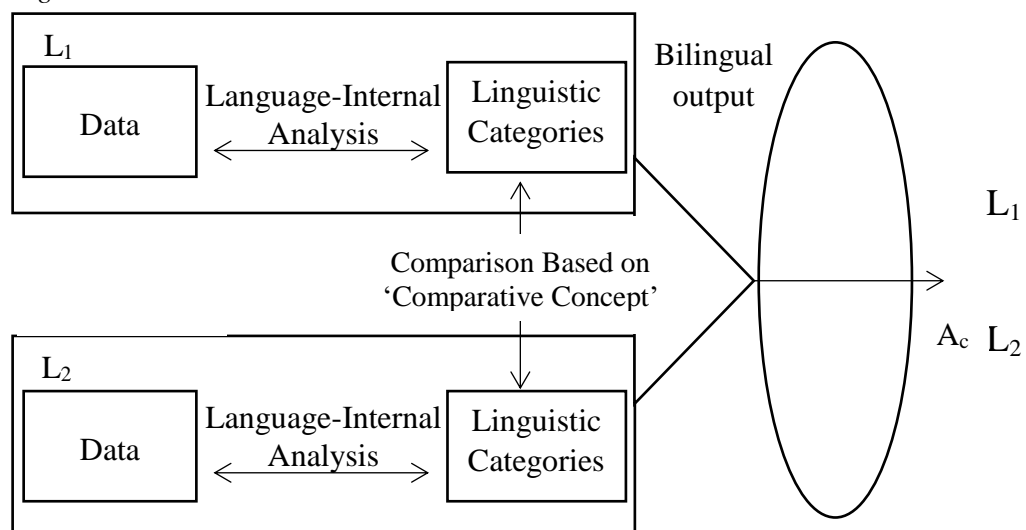 L₁
Data
Language-Internal
Analysis
Linguistic
Categories
Bilingual
output
L₁
Comparison Based on
‘Comparative Concept’
A꜀ L₂
L₂
Data
Language-Internal
Analysis
Linguistic
Categories